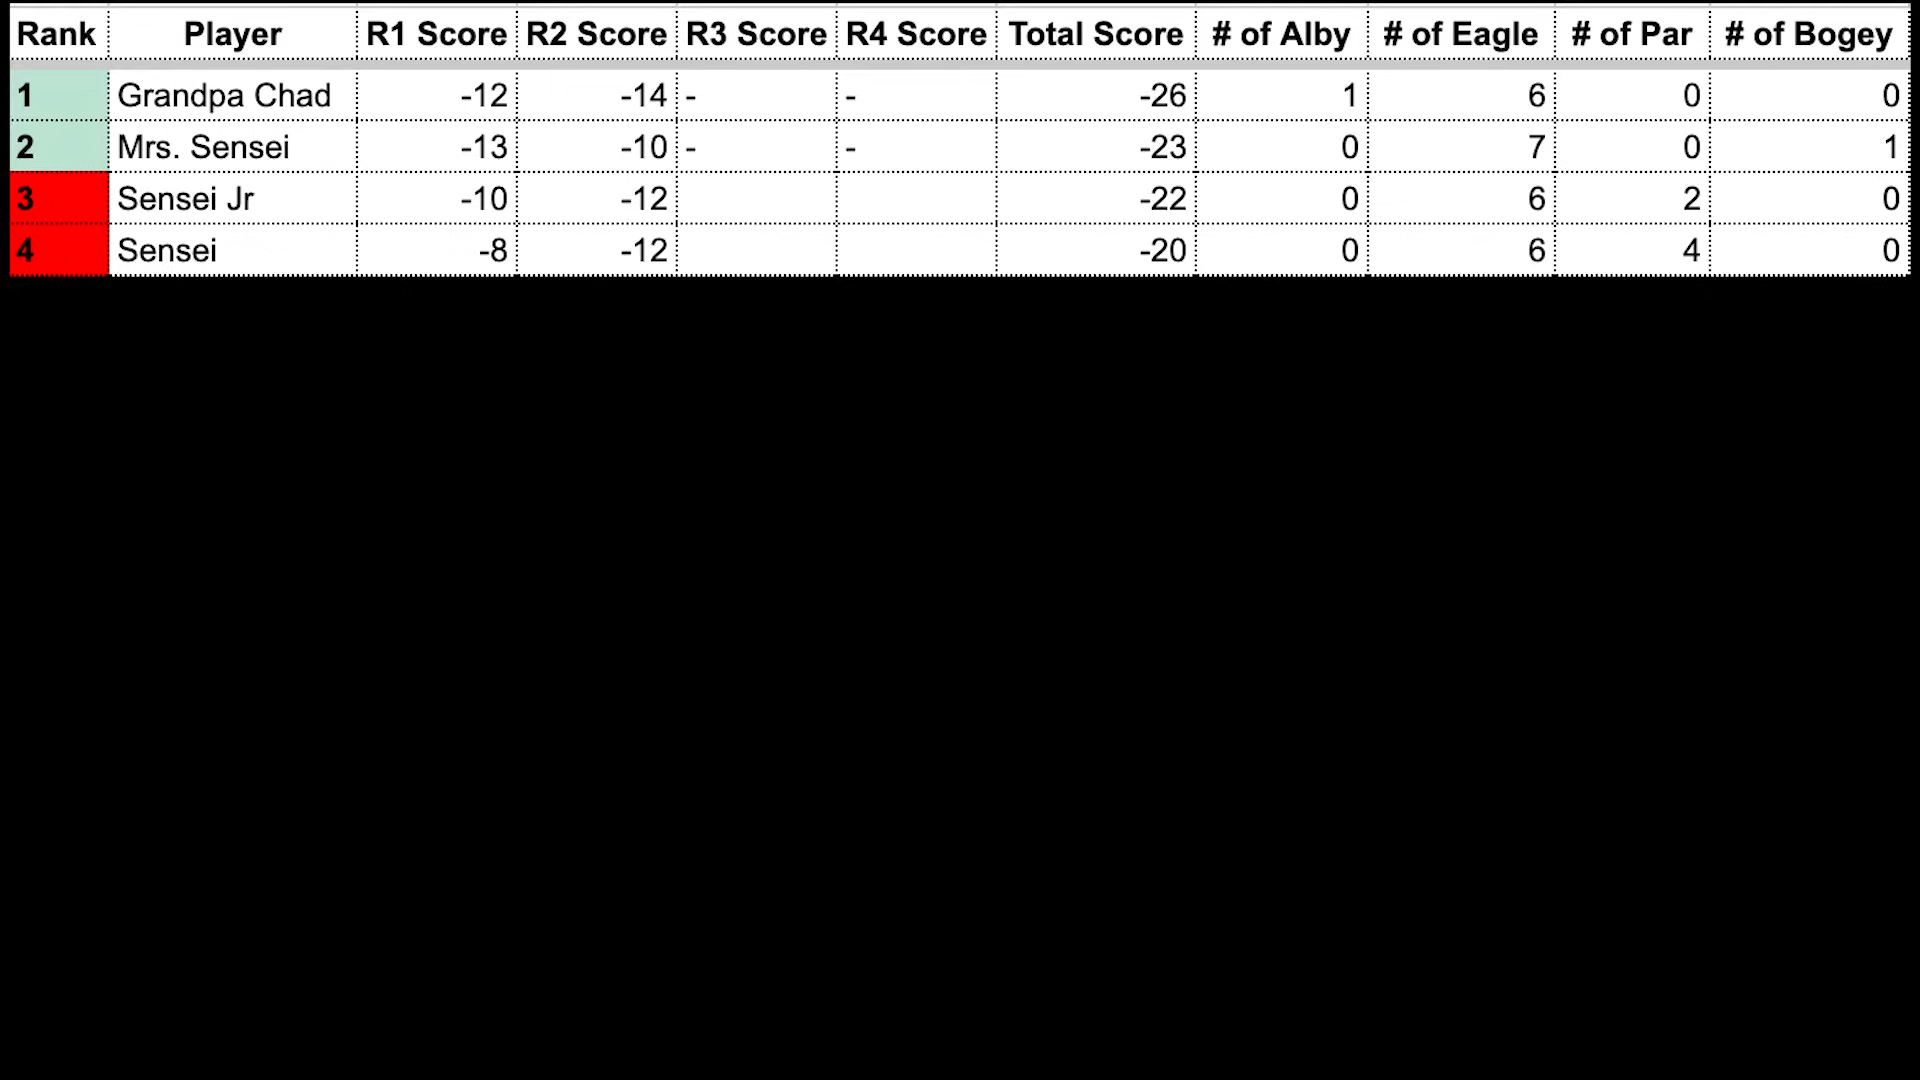 Rank Player R1 Score R2 Score R3 Score R4 Score Total Score # of Alby # of Eagle # of Par # of Bogey
1 Grandpa Chad -12 -14 - - -26 1 6 0 0
2 Mrs. Sensei -13 -10 - - -23 0 7 0 1
3 Sensei Jr -10 -12 -22 0 6 2 0
4 Sensei -8 -12 -20 0 6 4 0